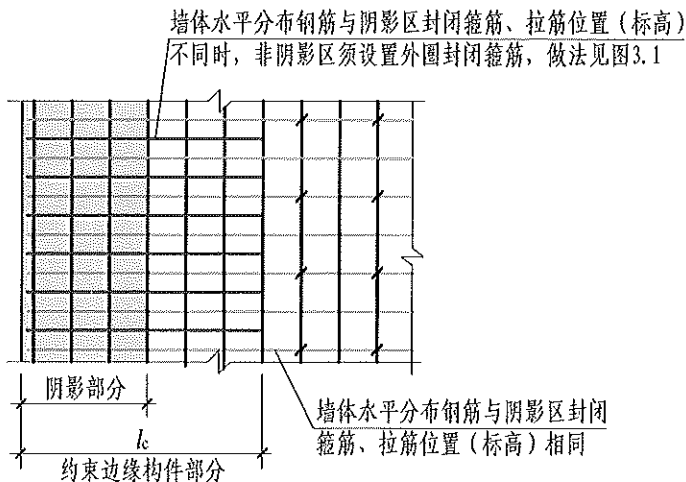 墙体水平分布钢筋与阴影区封闭箍筋、拉筋位置(标高)
不同时,非阴影区须设置外圈封闭箍筋,做法见图3.1
阴影部分
lc
约束边缘构件部分
墙体水平分布钢筋与阴影区封闭
箍筋、拉筋位置(标高)相同